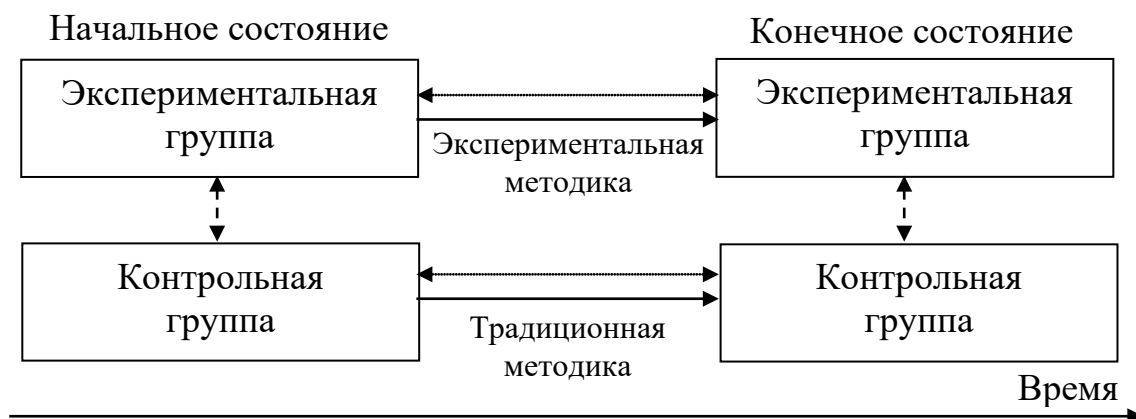 Начальное состояние
Конечное состояние
Экспериментальная
группа
Экспериментальная
методика
Экспериментальная
группа
Контрольная
группа
Традиционная
методика
Контрольная
группа
Время